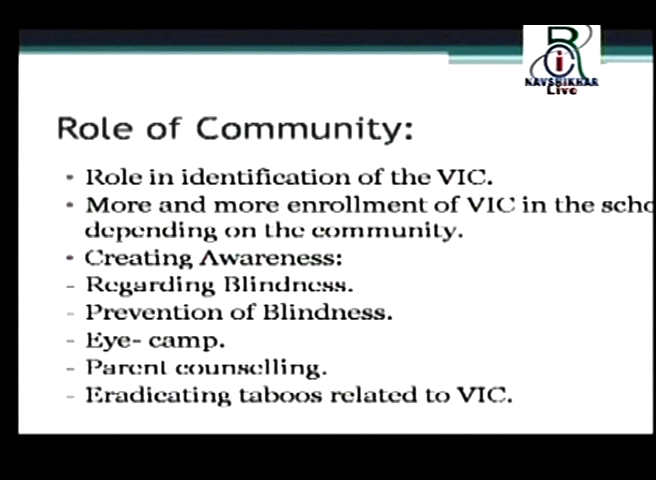 RCi
NAVSHIKHAR
Live
Role of Community:
• Role in identification of the VIC.
• More and more enrollment of VIC in the scho
depending on the community.
• Creating Awareness:
- Regarding Blindness.
- Prevention of Blindness.
- Eye- camp.
- Parent counselling.
- Eradicating taboos related to VIC.